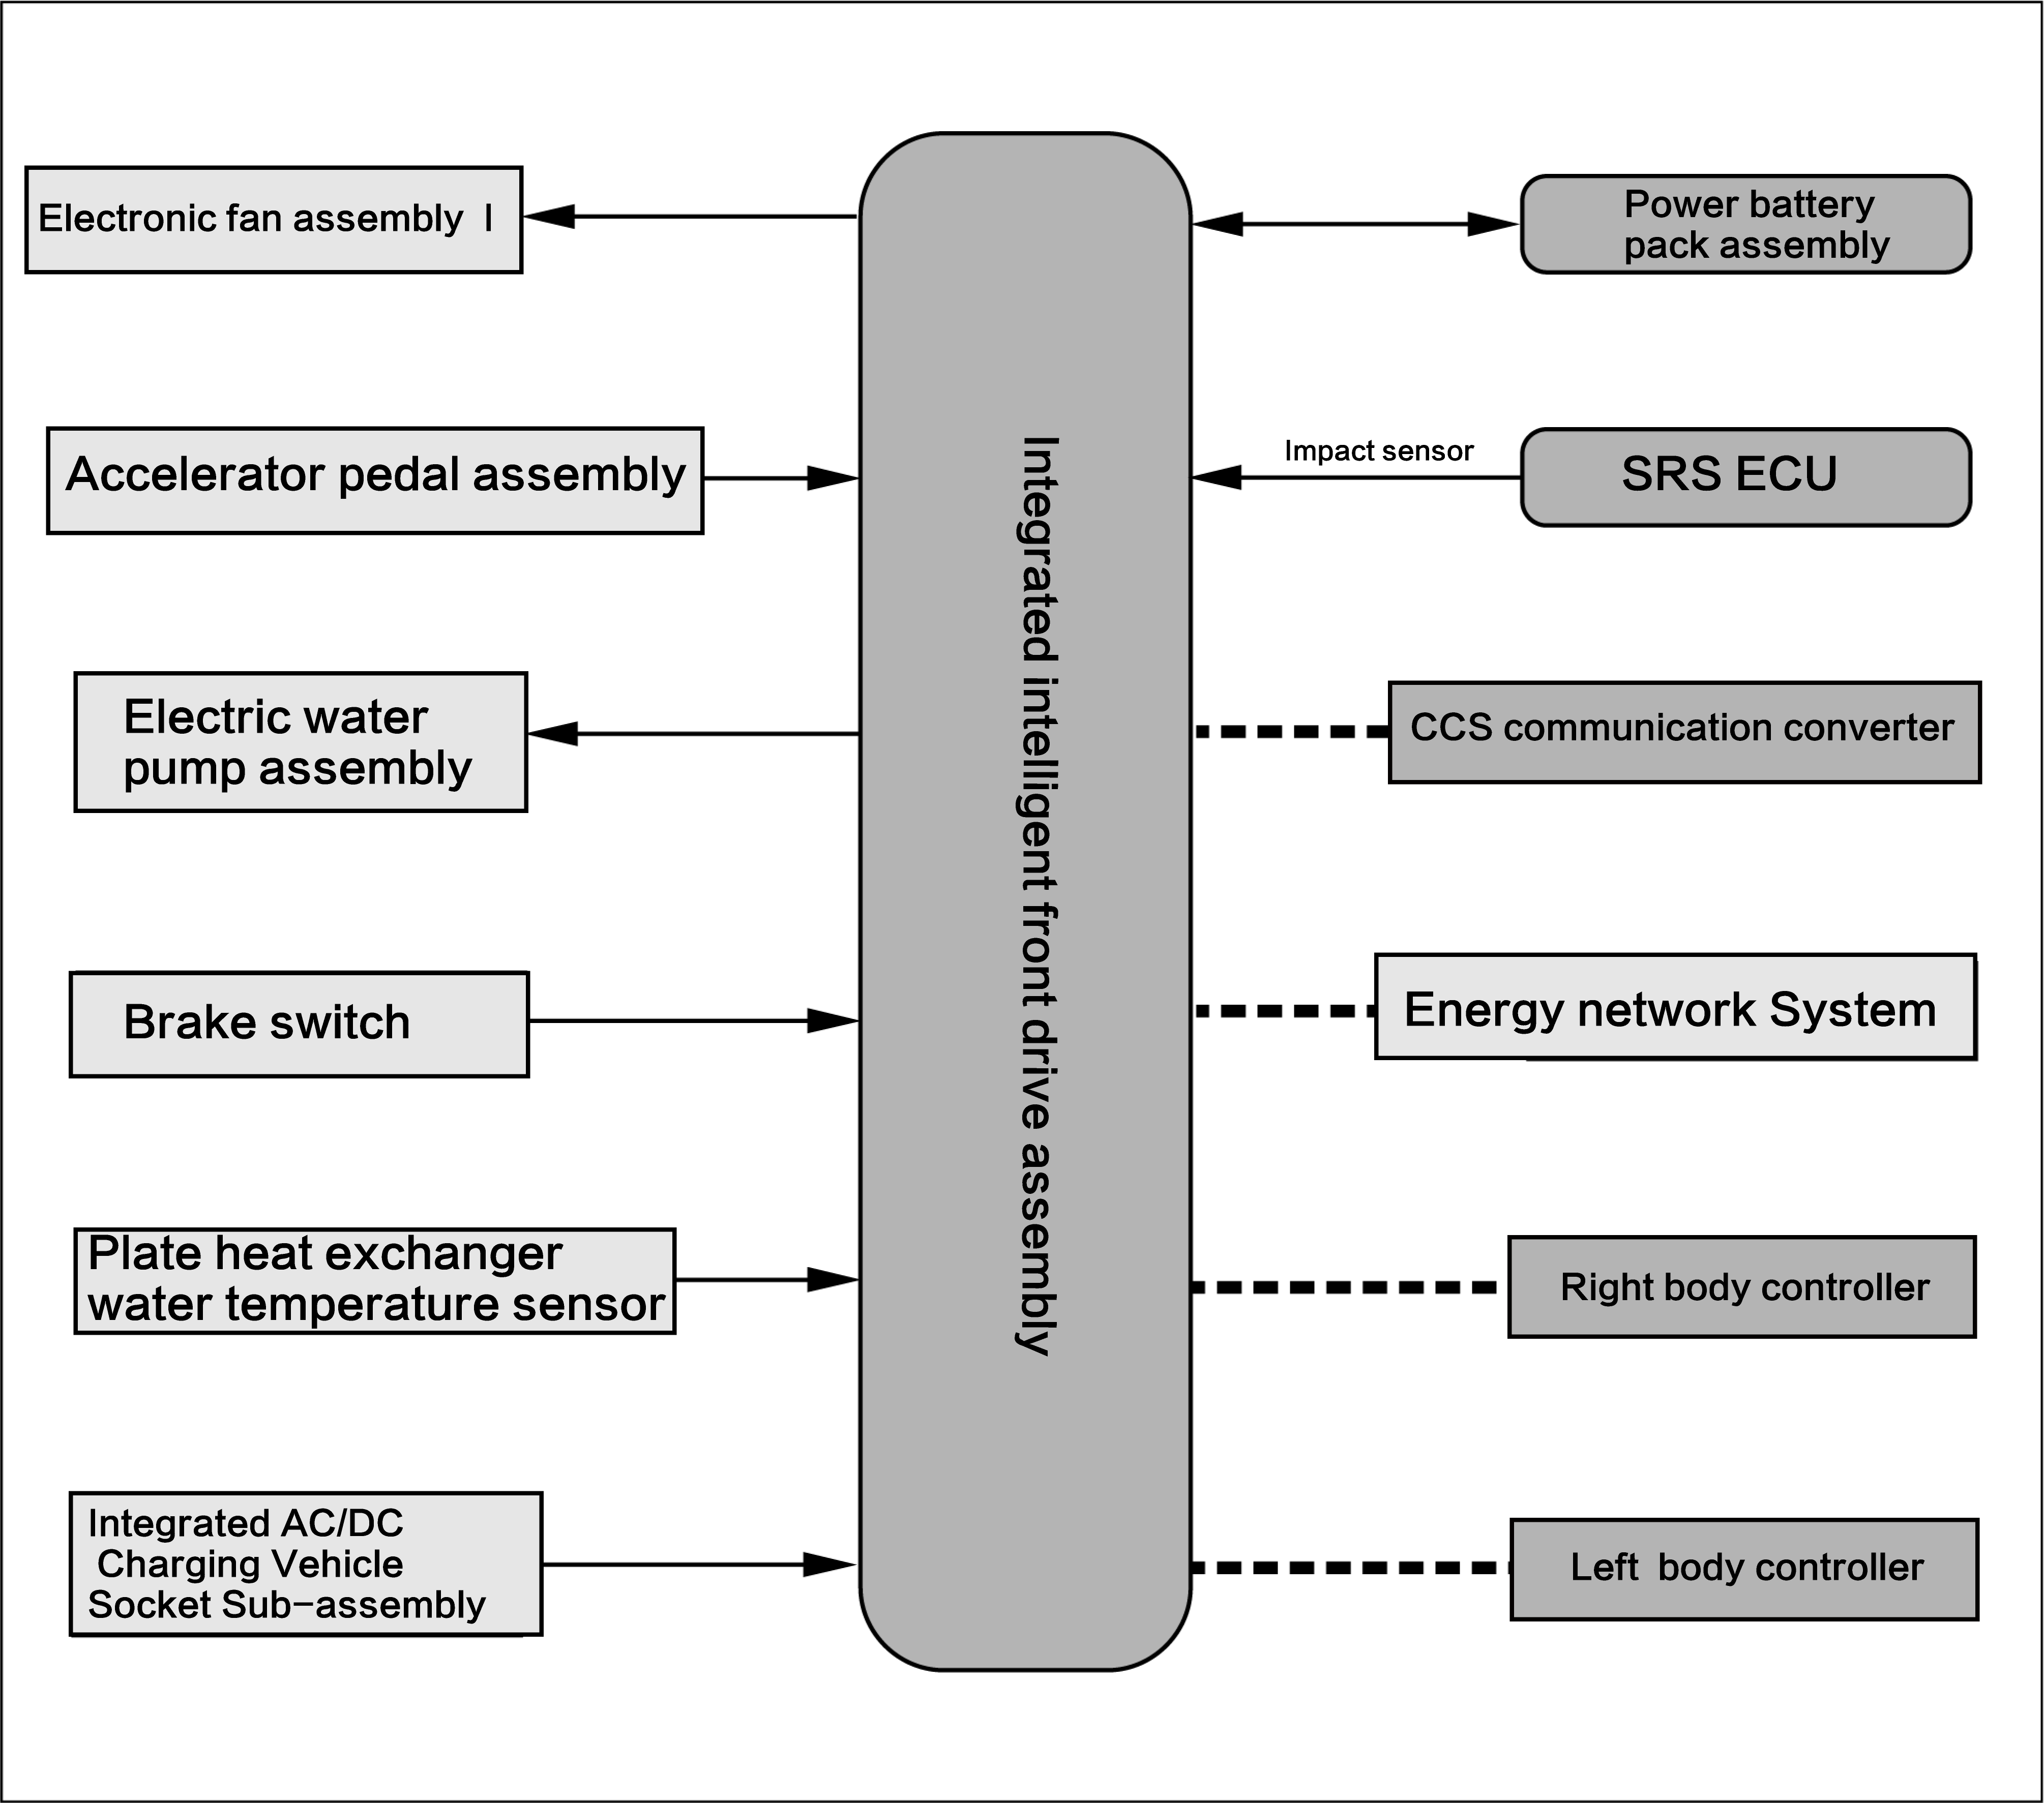 Electronic fan assembly I
Accelerator pedal assembly
Electric water
pump assembly
Brake switch
Plate heat exchanger
water temperature sensor
Integrated AC/DC
Charging Vehicle
Socket Sub-assembly
Integrated intelligent front drive assembly
Power battery
pack assembly
Impact sensor
SRS ECU
CCS communication converter
Energy network System
Right body controller
Left body controller